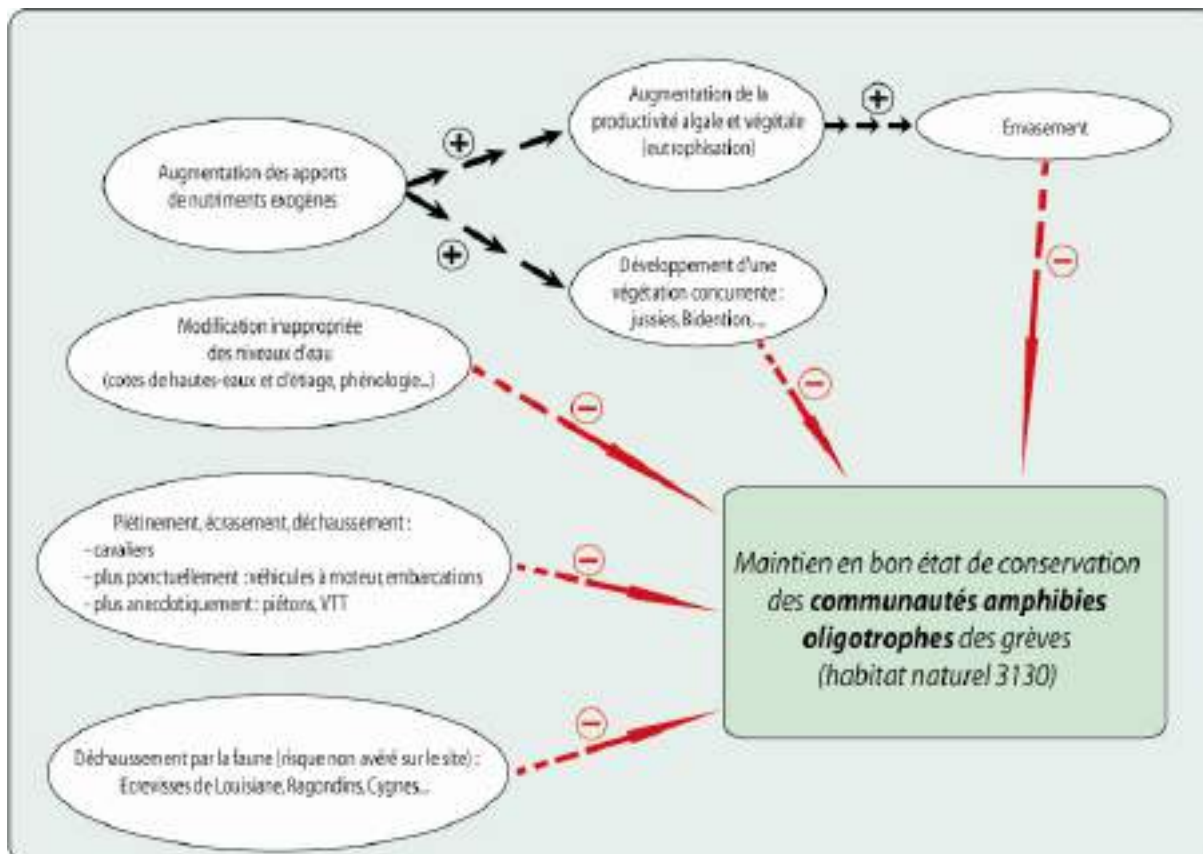 Augmentation des apports
de nutriments exogènes
+
Augmentation de la
productivité algale et végétale
(eutrophisation)
+
Envasement
+
Développement d'une
végétation concurrente :
jussies, Bidention, ...
−
−
Modification inappropriée
des niveaux d'eau
(cotes de hautes-eaux et d'étiage, phénologie...)
−
Piétinement, écrasement, déchaussement :
– cavaliers
– plus ponctuellement : véhicules à moteur, embarcations
– plus anecdotiquement : piétons, VTT
−
Déchaussement par la faune (risque non avéré sur le site) :
Ecrevisses de Louisiane, Ragondins, Cygnes...
−
Maintien en bon état de conservation
des communautés amphibies
oligotrophes des grèves
(habitat naturel 3130)